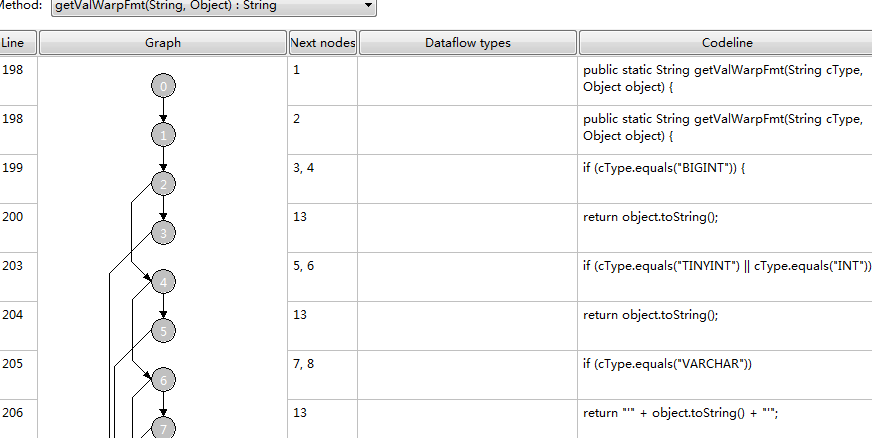 Method: getValWarpFmt(String, Object) : String
Line Graph Next nodes Dataflow types Codeline
198 0 1 public static String getValWarpFmt(String cType,
Object object) {
198 1 2 public static String getValWarpFmt(String cType,
Object object) {
199 2 3, 4 if (cType.equals("BIGINT")) {
200 3 13 return object.toString();
203 4 5, 6 if (cType.equals("TINYINT") || cType.equals("INT"))
204 5 13 return object.toString();
205 6 7, 8 if (cType.equals("VARCHAR"))
206 7 13 return "'" + object.toString() + "'";